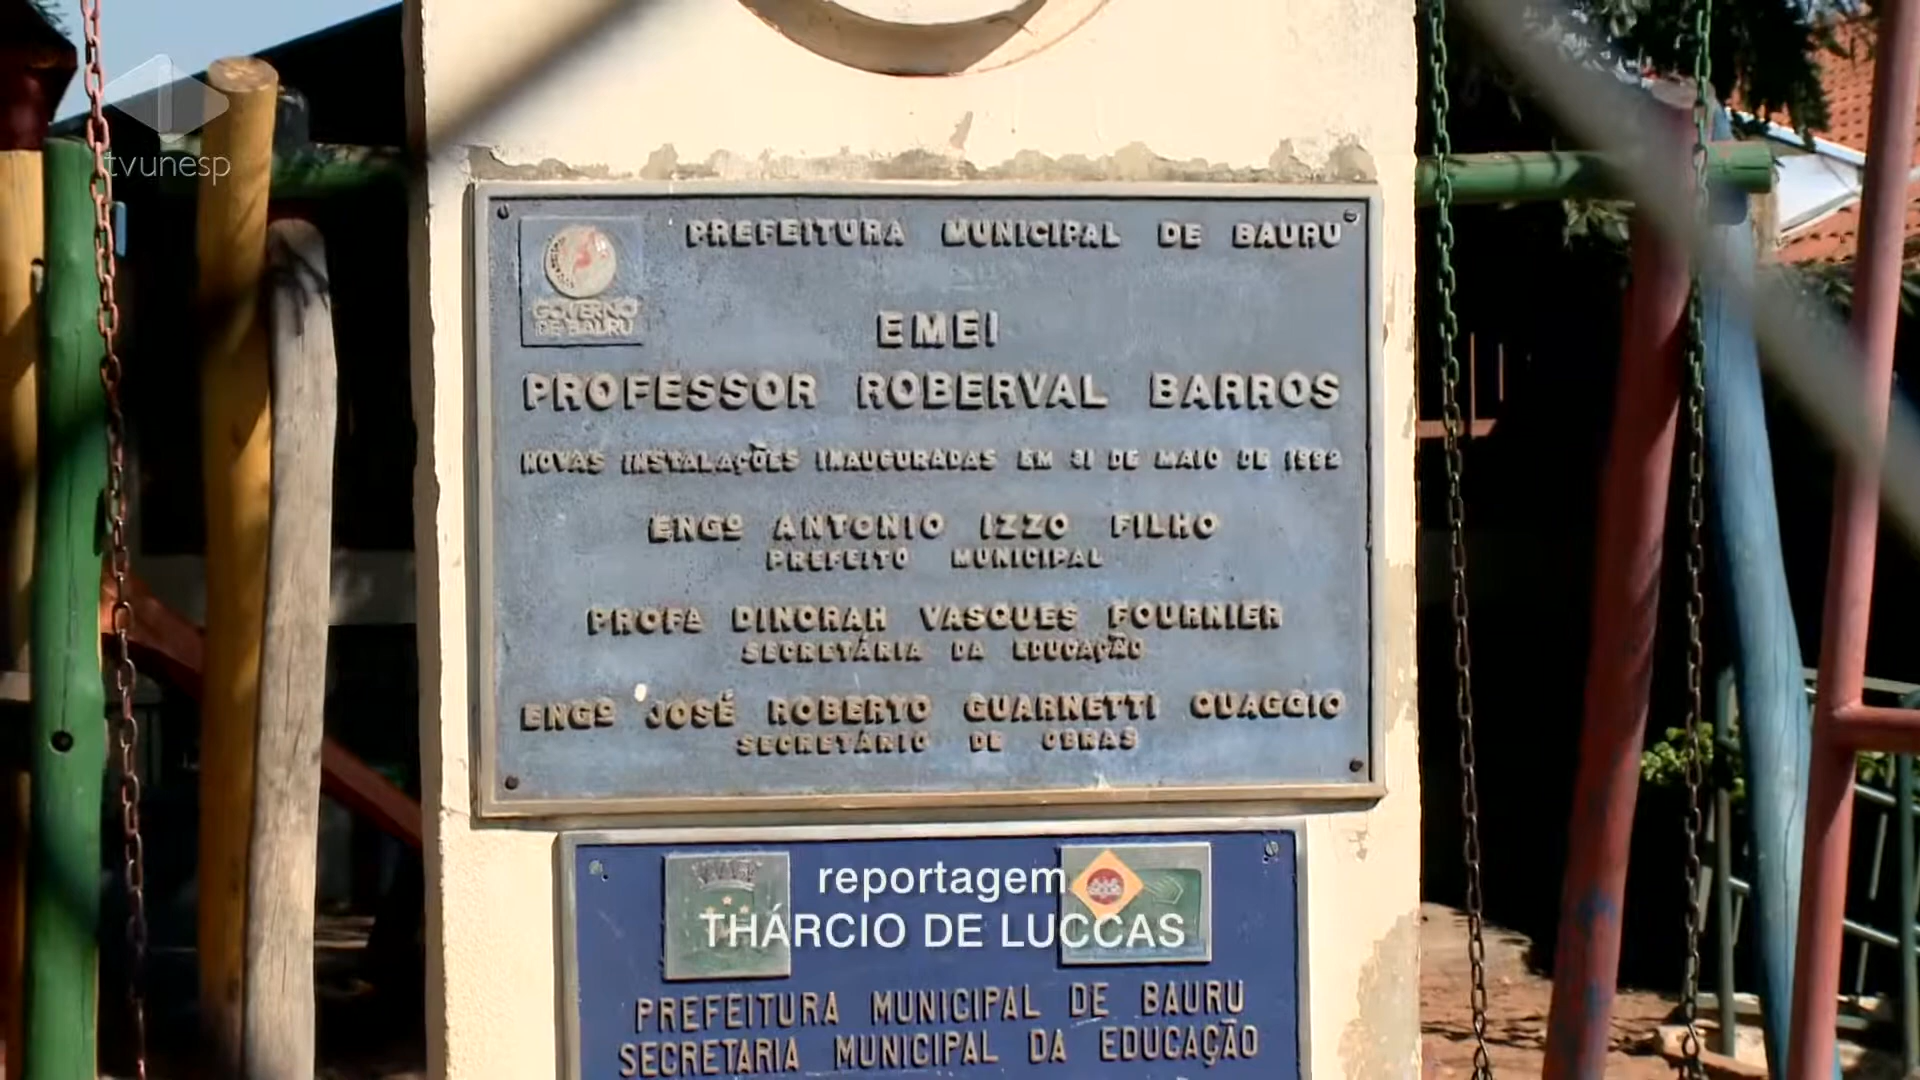 tvunesp
PREFEITURA MUNICIPAL DE BAURU
GOVERNO
DE BAURU
EMEI
PROFESSOR ROBERVAL BARROS
NOVAS INSTALAÇÕES INAUGURADAS EM 31 DE MAIO DE 1992
ENGº ANTONIO IZZO FILHO
PREFEITO MUNICIPAL
PROFª DINORAH VASQUES FOURNIER
SECRETÁRIA DA EDUCAÇÃO
ENGº JOSÉ ROBERTO GUARNETTI QUAGGIO
SECRETÁRIO DE OBRAS
reportagem
THÁRCIO DE LUCCAS
PREFEITURA MUNICIPAL DE BAURU
SECRETARIA MUNICIPAL DA EDUCAÇÃO